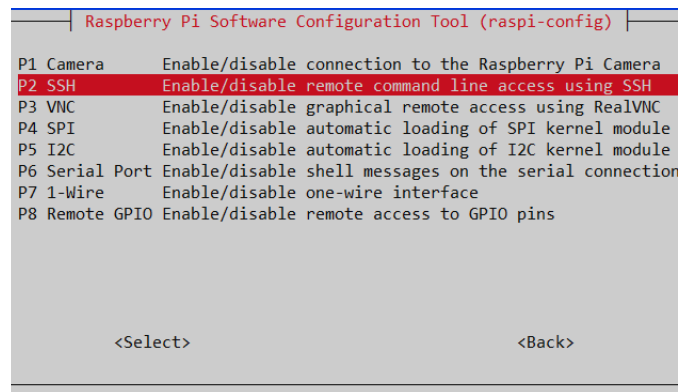 Raspberry Pi Software Configuration Tool (raspi-config)
P1 Camera Enable/disable connection to the Raspberry Pi Camera
P2 SSH Enable/disable remote command line access using SSH
P3 VNC Enable/disable graphical remote access using RealVNC
P4 SPI Enable/disable automatic loading of SPI kernel module
P5 I2C Enable/disable automatic loading of I2C kernel module
P6 Serial Port Enable/disable shell messages on the serial connection
P7 1-Wire Enable/disable one-wire interface
P8 Remote GPIO Enable/disable remote access to GPIO pins
<Select> <Back>